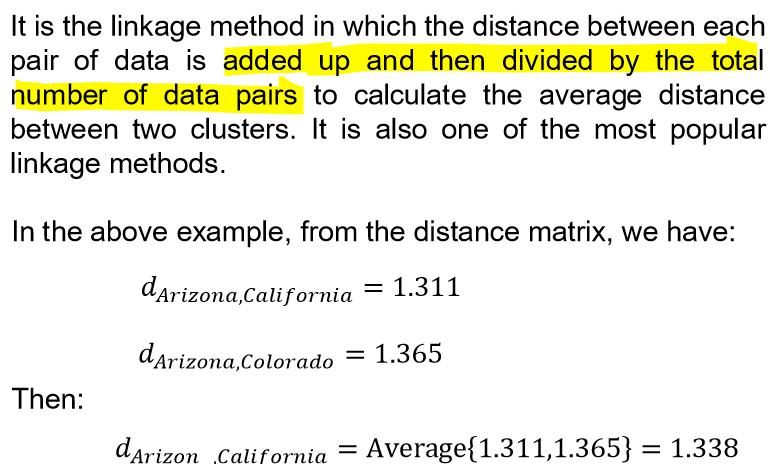 It is the linkage method in which the distance between each
pair of data is added up and then divided by the total
number of data pairs to calculate the average distance
between two clusters. It is also one of the most popular
linkage methods.
In the above example, from the distance matrix, we have:
d_{Arizona,California} = 1.311
d_{Arizona,Colorado} = 1.365
Then:
d_{Arizon ,California} = Average{1.311,1.365} = 1.338